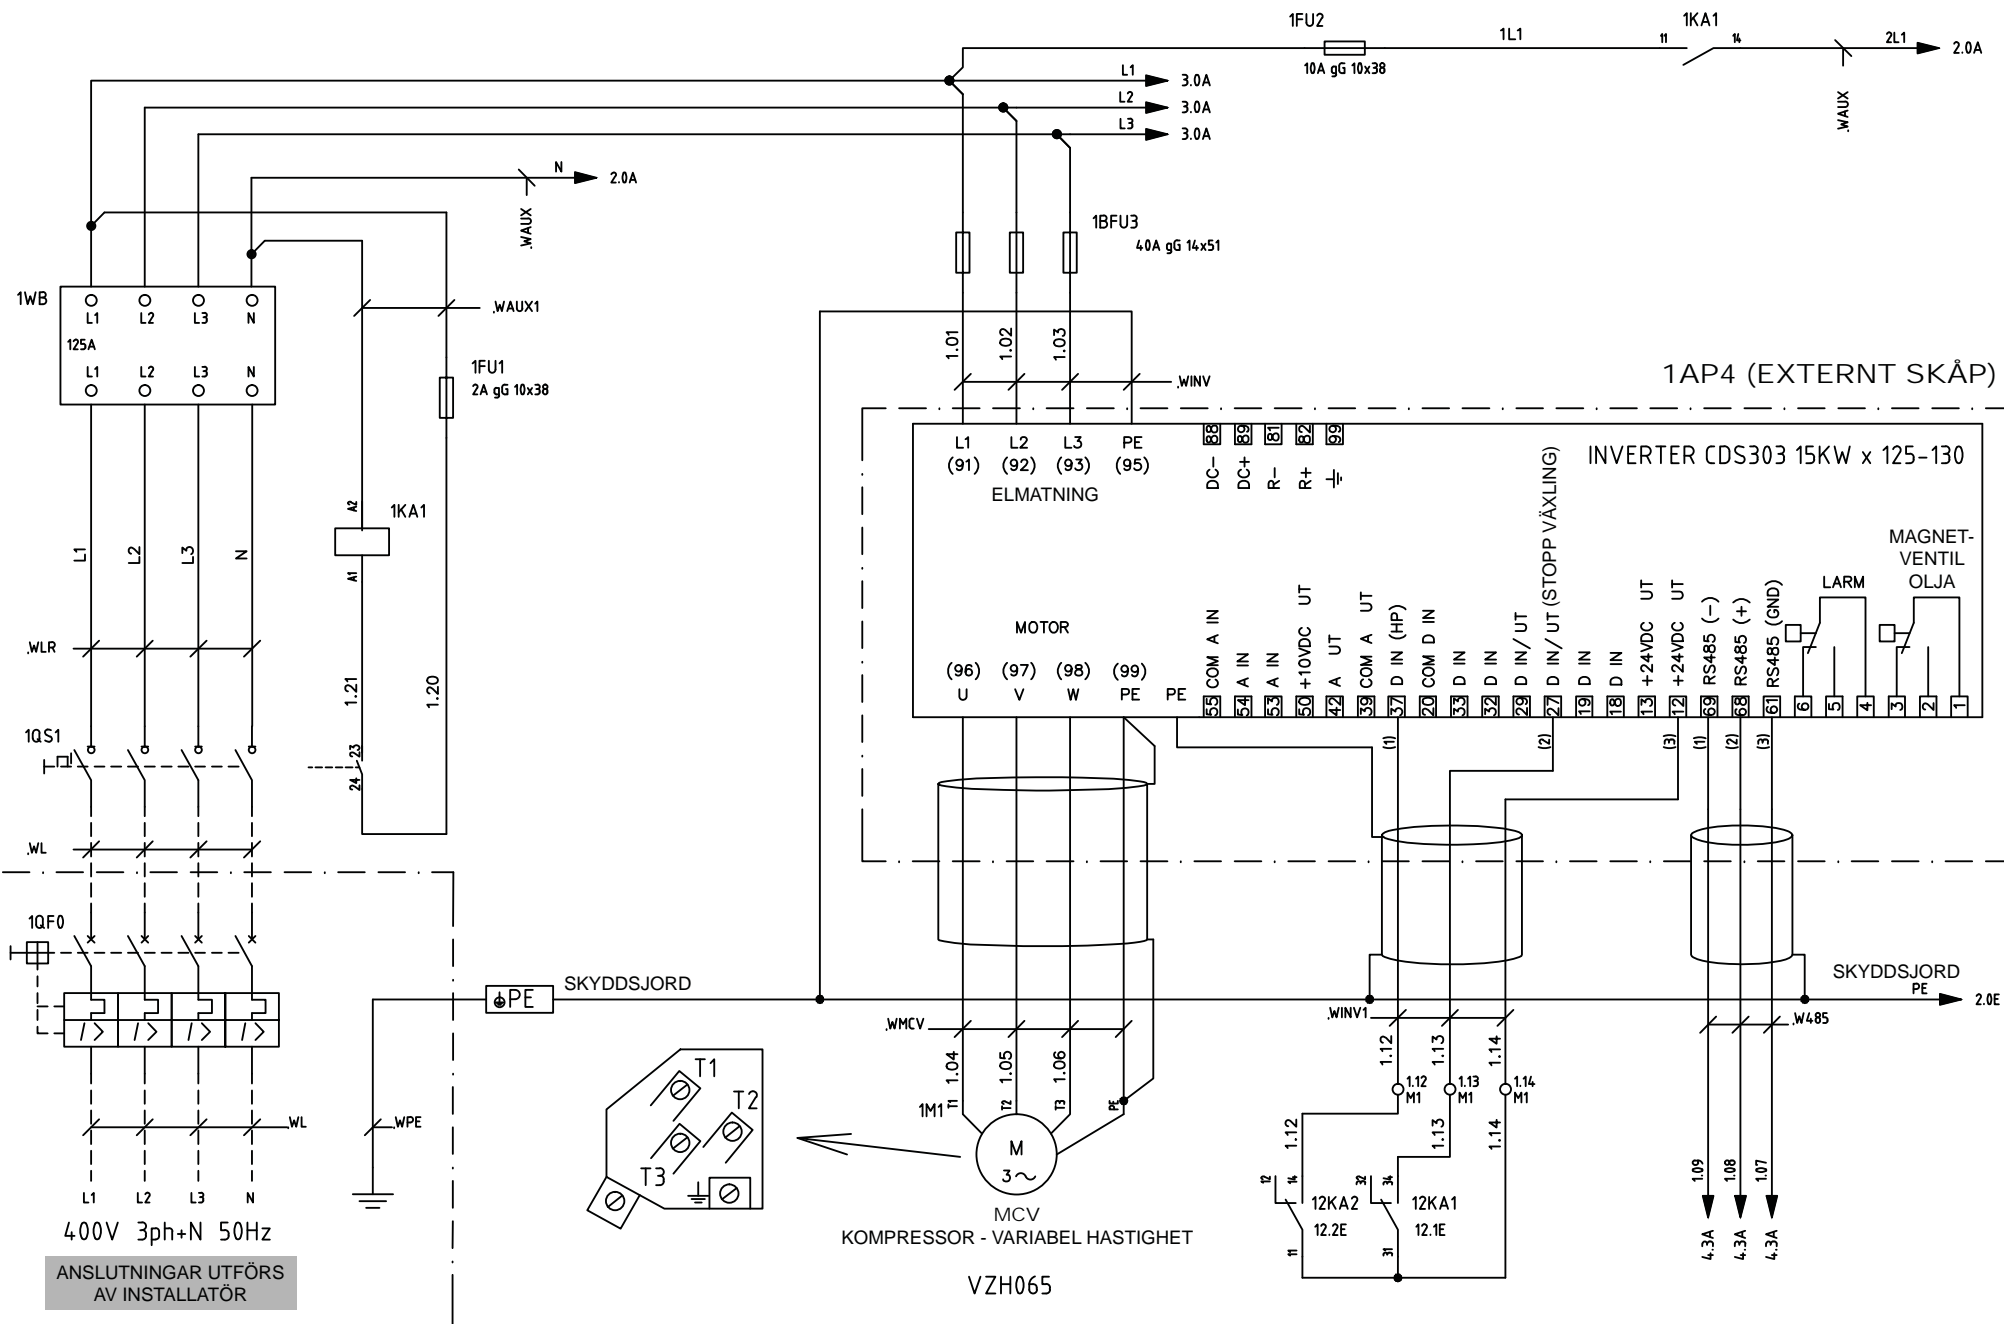 1FU2
10A gG 10x38
1L1
1KA1
11
14
2L1
2.0A
.WAUX
L1
3.0A
L2
3.0A
L3
3.0A
N
2.0A
.WAUX
1BFU3
40A gG 14x51
1WB
L1 L2 L3 N
125A
L1 L2 L3 N
.WAUX1
1FU1
2A gG 10x38
1.01
1.02
1.03
.WINV
1AP4 (EXTERNT SKÅP)
L1 L2 L3 PE
(91) (92) (93) (95)
ELMATNING
88
89
81
82
99
DC-
DC+
R-
R+
INVERTER CDS303 15KW x 125-130
A2
1KA1
A1
L1
L2
L3
N
MAGNET-
VENTIL
OLJA
LARM
MOTOR
(96) (97) (98) (99)
U V W PE PE
55 COM A IN
54 A IN
53 A IN
50 +10VDC UT
42 A UT
39 COM A UT
37 D IN (HP)
20 COM D IN
33 D IN
32 D IN
29 D IN/ UT
27 D IN/ UT (STOPP VÄXLING)
19 D IN
18 D IN
13 +24VDC UT
12 +24VDC UT
69 RS485 (-)
68 RS485 (+)
61 RS485 (GND)
6
5
4
3
2
1
.WLR
1.21
1.20
1QS1
23
24
(1)
(2)
(3)
(1)
(2)
(3)
.WL
1QF0
I> I> I> I>
PE
SKYDDSJORD
SKYDDSJORD
PE
2.0E
.WMCV
.WINV1
.W485
1.04
1.05
1.06
1.12
1.13
1.14
1M1
T1
T2
T3
PE
1.12
M1
1.13
M1
1.14
M1
T1
T2
T3
.WL
.WPE
M
3~
1.12
1.13
1.14
12
14
32
34
12KA2
12.2E
12KA1
12.1E
11
31
1.09
1.08
1.07
4.3A
4.3A
4.3A
L1 L2 L3 N
400V 3ph+N 50Hz
ANSLUTNINGAR UTFÖRS
AV INSTALLATÖR
MCV
KOMPRESSOR - VARIABEL HASTIGHET
VZH065